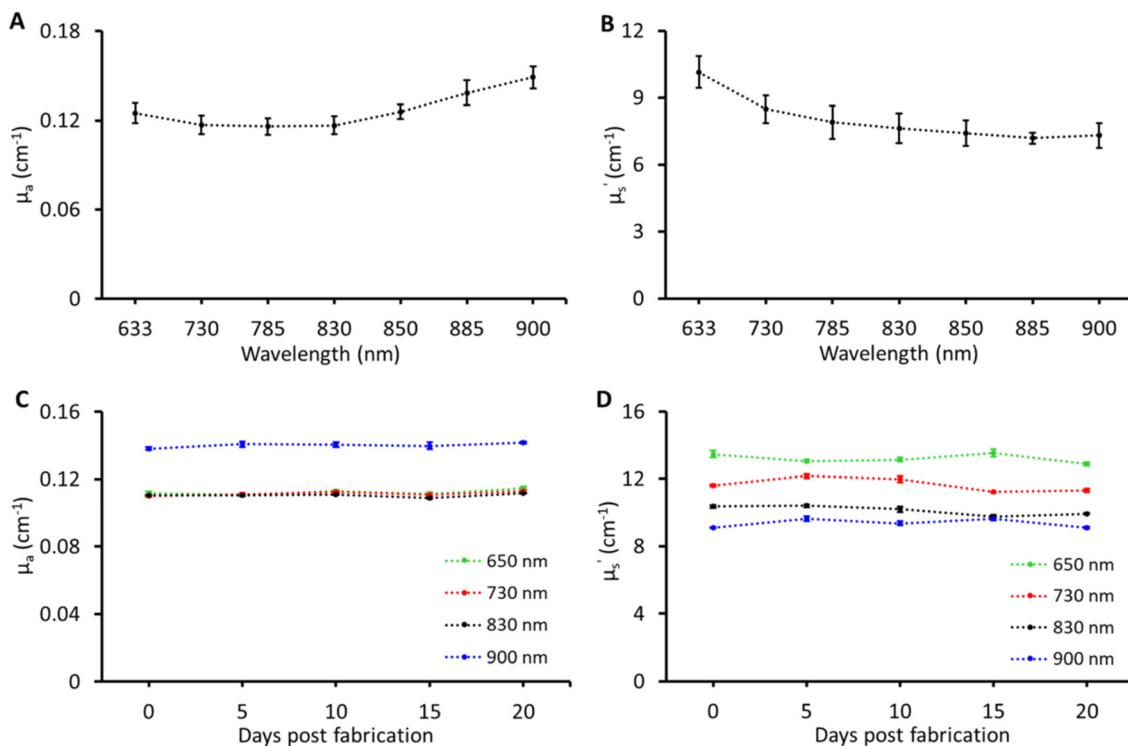 A
0.18
0.12
0.06
0
μa (cm-1)
633 730 785 830 850 885 900
Wavelength (nm)
B
12
9
6
3
0
μs' (cm-1)
633 730 785 830 850 885 900
Wavelength (nm)
C
0.16
0.12
0.08
0.04
0
μa (cm-1)
650 nm
730 nm
830 nm
900 nm
0 5 10 15 20
Days post fabrication
D
16
12
8
4
0
μs' (cm-1)
650 nm
730 nm
830 nm
900 nm
0 5 10 15 20
Days post fabrication